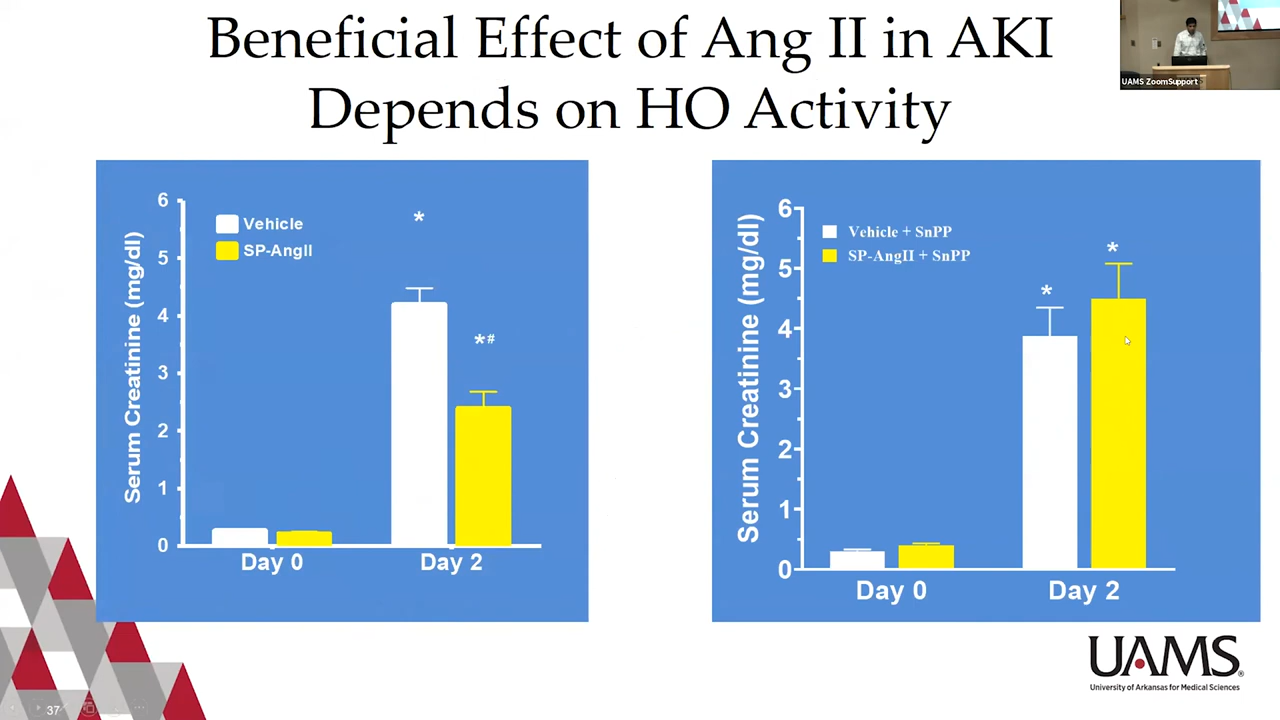 Beneficial Effect of Ang II in AKI
Depends on HO Activity
UAMS ZoomSupport
Serum Creatinine (mg/dl)
6
5
4
3
2
1
0
Vehicle
SP-AngII
*
*#
Day 0
Day 2
Serum Creatinine (mg/dl)
6
5
4
3
2
1
0
Vehicle + SnPP
SP-AngII + SnPP
*
*
Day 0
Day 2
UAMS®
University of Arkansas for Medical Sciences
37